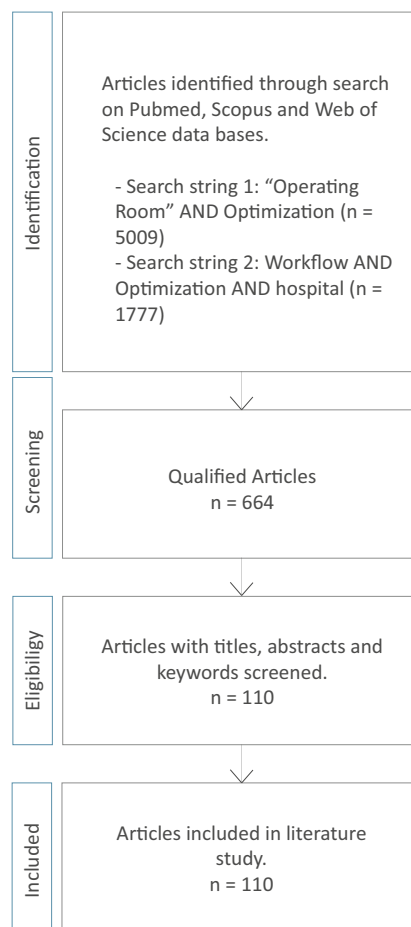 Identification
Articles identified through search
on Pubmed, Scopus and Web of
Science data bases.
- Search string 1: “Operating
Room” AND Optimization (n =
5009)
- Search string 2: Workflow AND
Optimization AND hospital (n =
1777)
Screening
Qualified Articles
n = 664
Eligibiligy
Articles with titles, abstracts and
keywords screened.
n = 110
Included
Articles included in literature
study.
n = 110